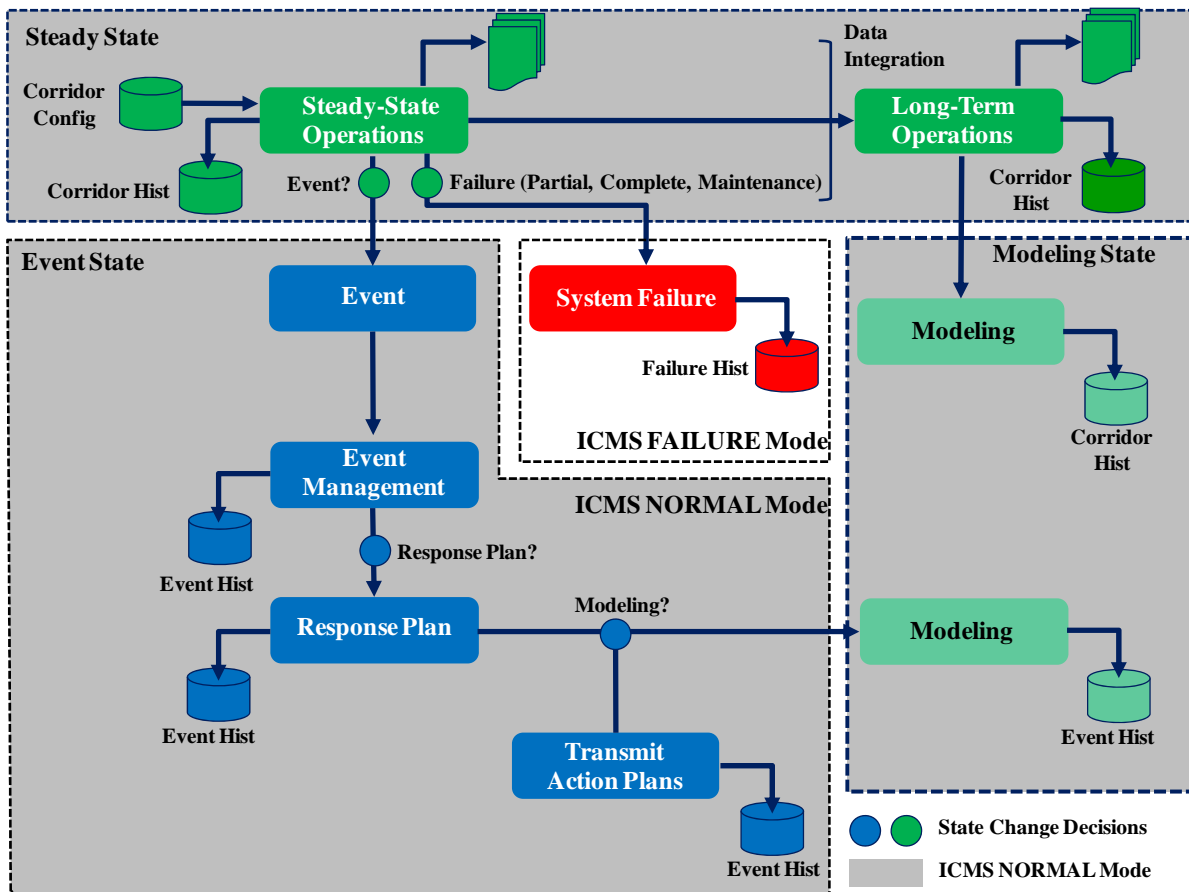 Steady State
Corridor
Config
Steady-State
Operations
Data
Integration
Long-Term
Operations
Corridor Hist
Event?
Failure (Partial, Complete, Maintenance)
Corridor
Hist
Event State
Event
System Failure
Failure Hist
ICMS FAILURE Mode
Modeling State
Modeling
Corridor
Hist
Event
Management
ICMS NORMAL Mode
Event Hist
Response Plan?
Response Plan
Modeling?
Modeling
Event Hist
Event Hist
Transmit
Action Plans
Event Hist
State Change Decisions
ICMS NORMAL Mode